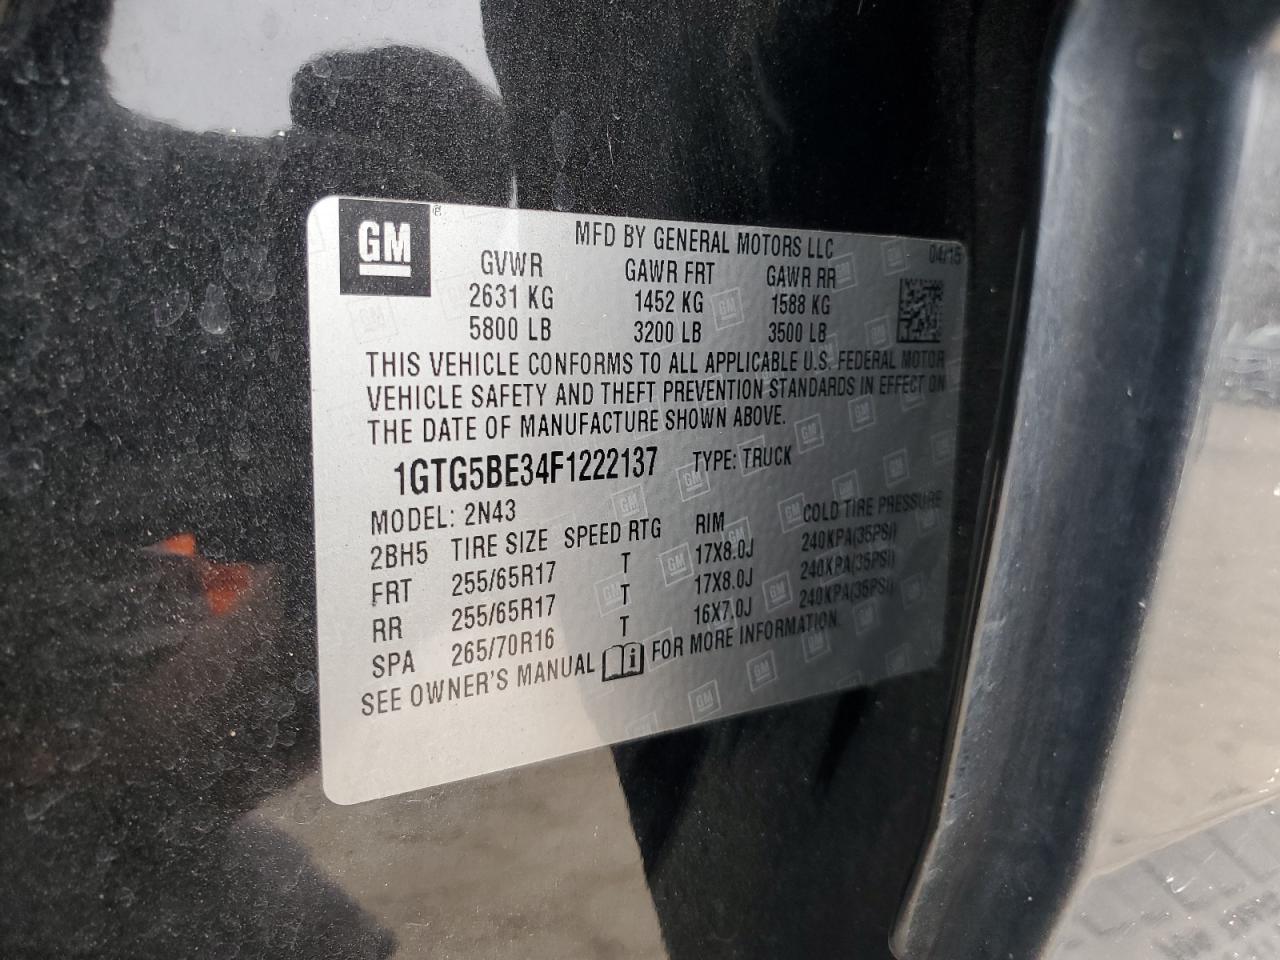 GM ®
MFD BY GENERAL MOTORS LLC 04/15
GVWR GAWR FRT GAWR RR
2631 KG 1452 KG 1588 KG
5800 LB 3200 LB 3500 LB
THIS VEHICLE CONFORMS TO ALL APPLICABLE U.S. FEDERAL MOTOR
VEHICLE SAFETY AND THEFT PREVENTION STANDARDS IN EFFECT ON
THE DATE OF MANUFACTURE SHOWN ABOVE.
1GTG5BE34F1222137 TYPE: TRUCK
MODEL: 2N43
2BH5 TIRE SIZE SPEED RTG RIM COLD TIRE PRESSURE
FRT 255/65R17 T 17X8.0J 240KPA(35PSI)
RR 255/65R17 T 17X8.0J 240KPA(35PSI)
SPA 265/70R16 T 16X7.0J 240KPA(35PSI)
SEE OWNER'S MANUAL i FOR MORE INFORMATION.